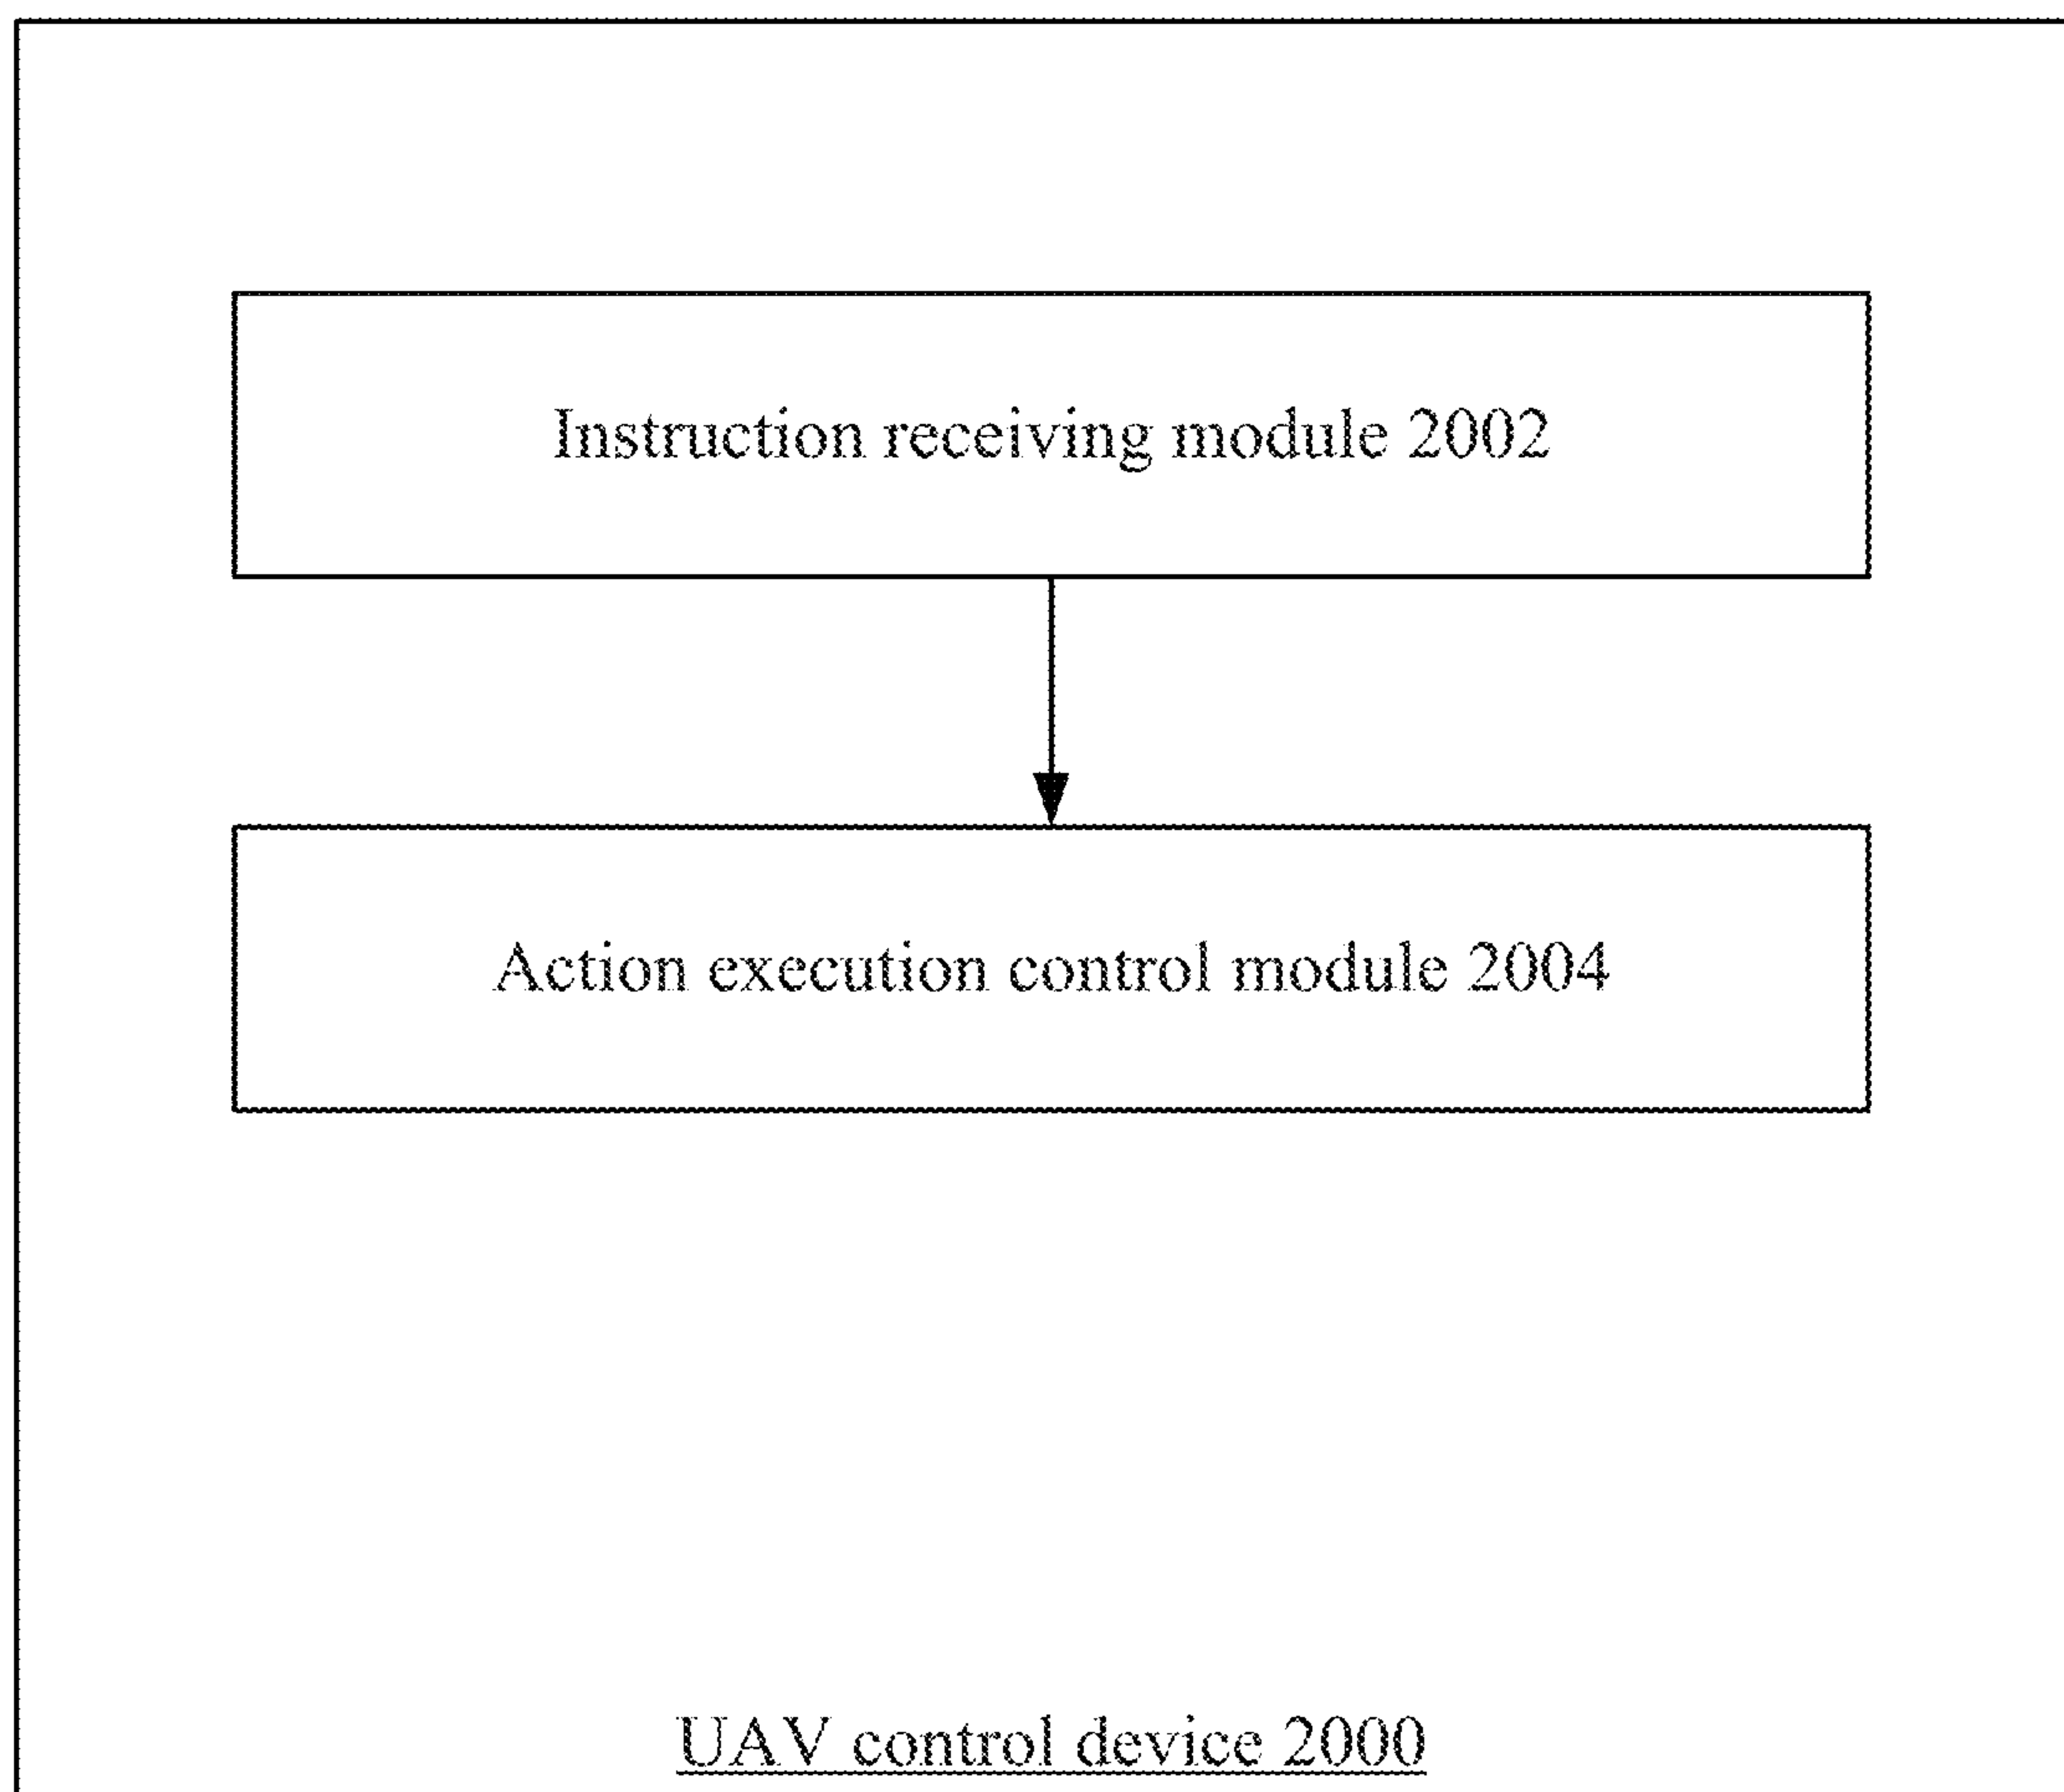 Instruction receiving module 2002
Action execution control module 2004
UAV control device 2000